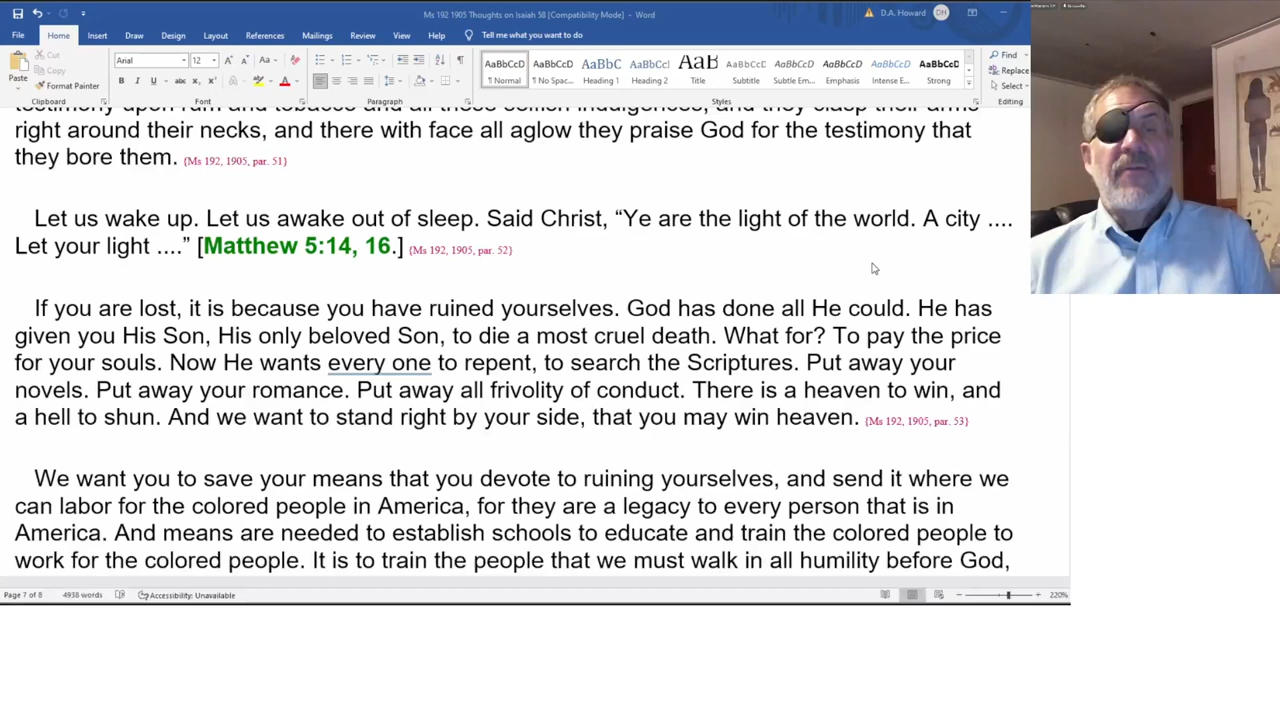 Ms 192 1905 Thoughts on Isaiah 58 [Compatibility Mode] - Word
D.A. Howard
DH
File Home Insert Draw Design Layout References Mailings Review View Help Tell me what you want to do
Paste
Cut
Copy
Format Painter
Clipboard
Arial 12
Font
Paragraph
AaBbCcD AaBbCcD AaBbC AaBbCcD AaB AaBbCcD AaBbCcD AaBbCcD AaBbCcD AaBbCcD
¶ Normal ¶ No Spac... Heading 1 Heading 2 Title Subtitle Subtle Em... Emphasis Intense E... Strong
Styles
Find
Replace
Select
Editing
right around their necks, and there with face all aglow they praise God for the testimony that
they bore them. {Ms 192, 1905, par. 51}
Let us wake up. Let us awake out of sleep. Said Christ, “Ye are the light of the world. A city ....
Let your light ....” [Matthew 5:14, 16.] {Ms 192, 1905, par. 52}
If you are lost, it is because you have ruined yourselves. God has done all He could. He has
given you His Son, His only beloved Son, to die a most cruel death. What for? To pay the price
for your souls. Now He wants every one to repent, to search the Scriptures. Put away your
novels. Put away your romance. Put away all frivolity of conduct. There is a heaven to win, and
a hell to shun. And we want to stand right by your side, that you may win heaven. {Ms 192, 1905, par. 53}
We want you to save your means that you devote to ruining yourselves, and send it where we
can labor for the colored people in America, for they are a legacy to every person that is in
America. And means are needed to establish schools to educate and train the colored people to
work for the colored people. It is to train the people that we must walk in all humility before God,
Page 7 of 8 4938 words Accessibility: Unavailable 220%